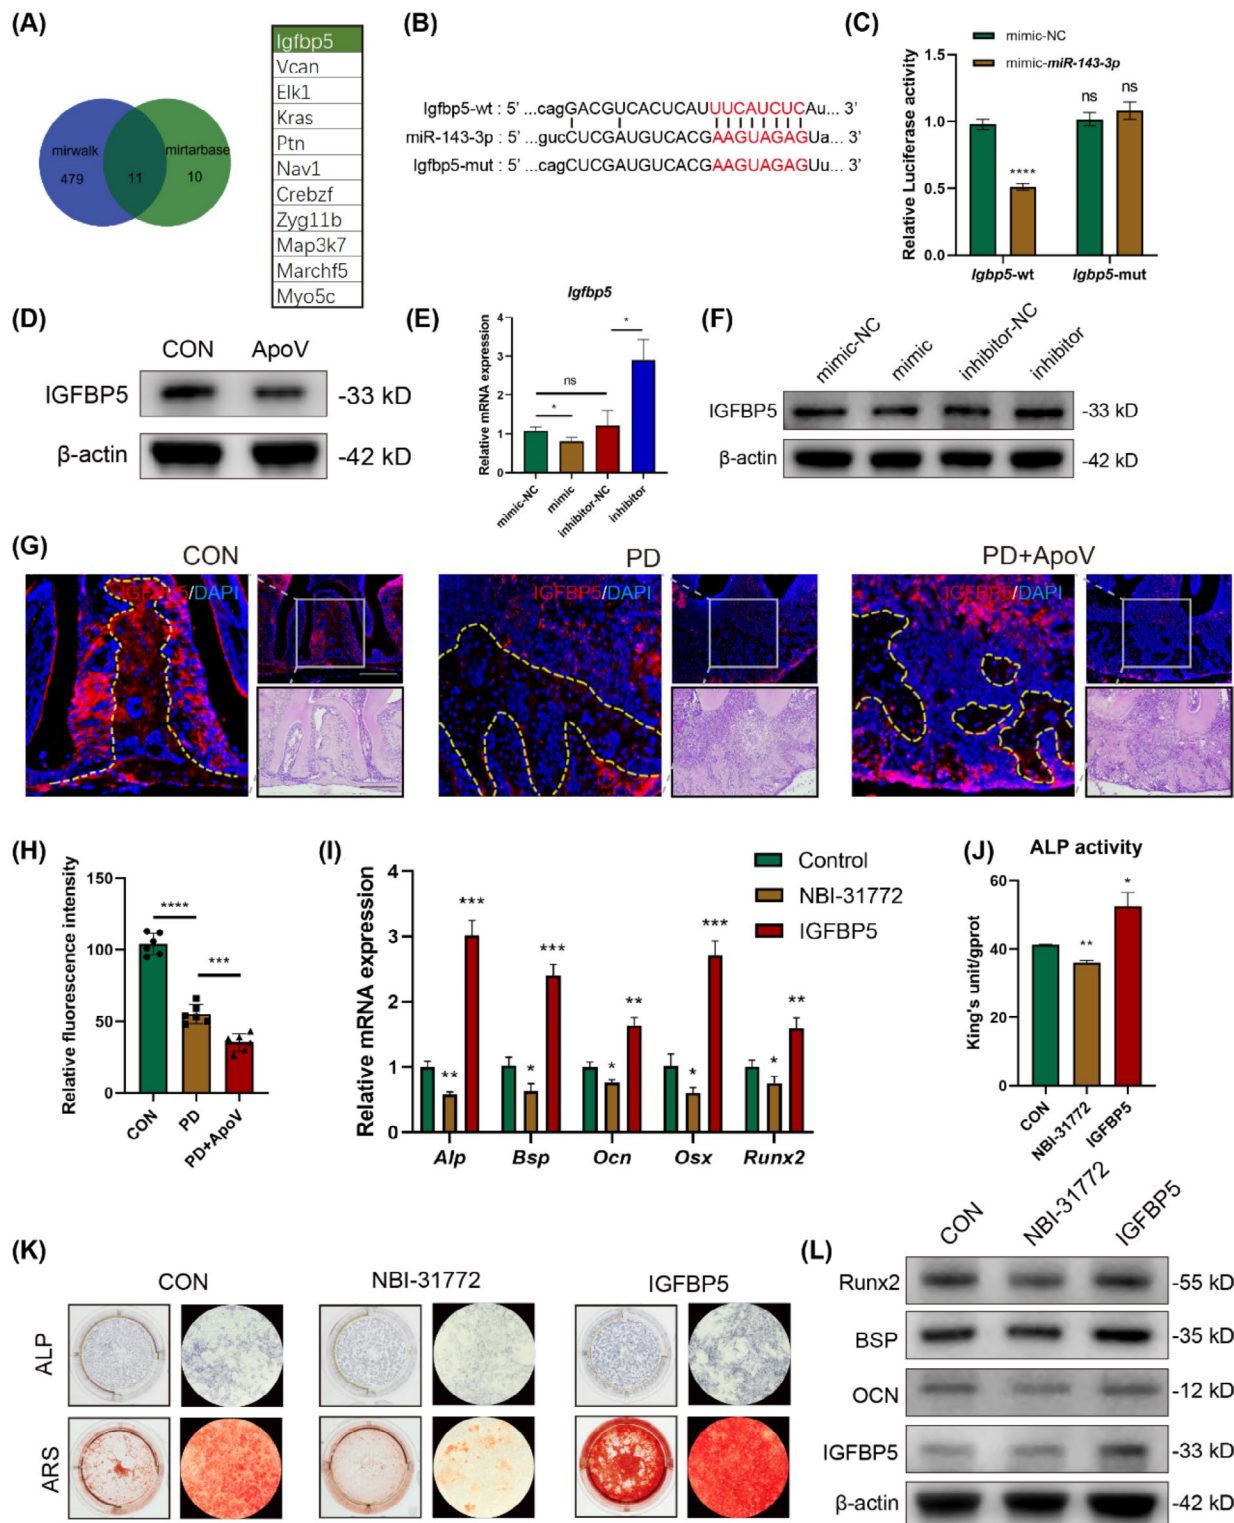 (A)
mirwalk
479
11
mirtarbase
10
Igfbp5
Vcan
Elk1
Kras
Ptn
Nav1
Crebzf
Zyg11b
Map3k7
Marchf5
Myo5c
(B)
Igfbp5-wt : 5' ...cagGACGUCACUCAUUUCAUCUCAu... 3'
miR-143-3p : 5' ...gucCUCGAUGUCACGAAGUAGAGUa... 3'
Igfbp5-mut : 5' ...cagCUCGAUGUCACGAAGUAGAGUu... 3'
(C)
mimic-NC
mimic-miR-143-3p
Relative Luciferase activity
1.5
1.0
0.5
0.0
****
ns
ns
Igbp5-wt
Igbp5-mut
(D)
CON
ApoV
IGFBP5
-33 kD
β-actin
-42 kD
(E)
Igfbp5
Relative mRNA expression
4
3
2
1
0
*
ns
*
mimic-NC
mimic
inhibitor-NC
inhibitor
(F)
mimic-NC
mimic
inhibitor-NC
inhibitor
IGFBP5
-33 kD
β-actin
-42 kD
(G)
CON
PD
PD+ApoV
IGFBP5/DAPI
IGFBP5/DAPI
IGFBP5/DAPI
(H)
Relative fluorescence intensity
150
100
50
0
****
***
CON
PD
PD+ApoV
(I)
Relative mRNA expression
4
3
2
1
0
Control
NBI-31772
IGFBP5
**
***
*
***
*
**
*
***
*
**
Alp
Bsp
Ocn
Osx
Runx2
(J)
ALP activity
King's unit/gprot
60
40
20
0
**
*
CON
NBI-31772
IGFBP5
(K)
CON
NBI-31772
IGFBP5
ALP
ARS
(L)
CON
NBI-31772
IGFBP5
Runx2
-55 kD
BSP
-35 kD
OCN
-12 kD
IGFBP5
-33 kD
β-actin
-42 kD